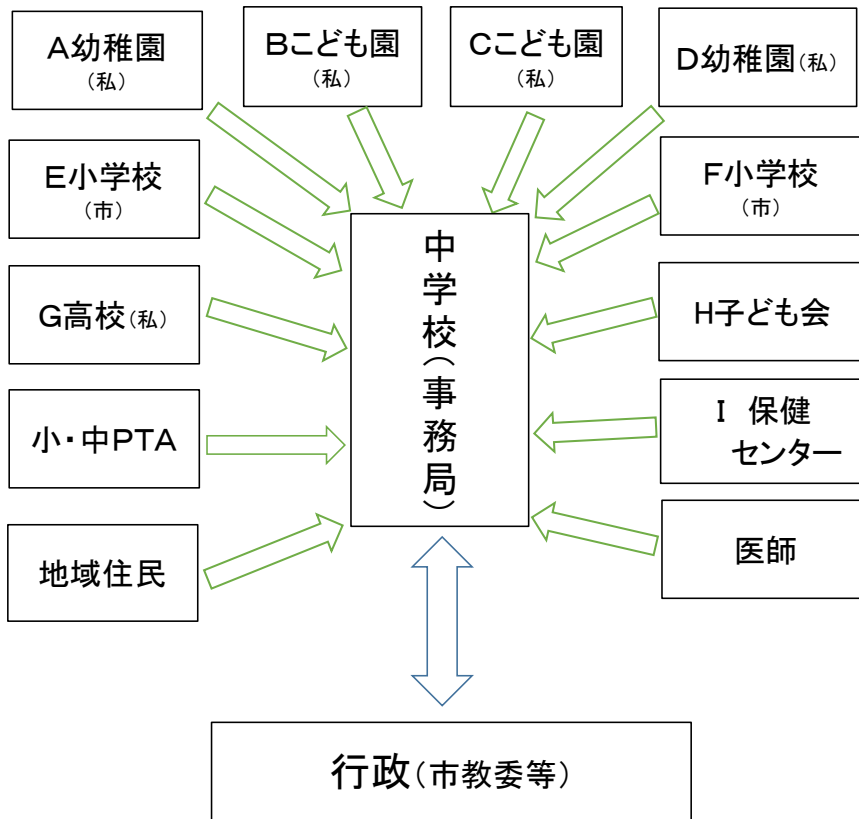 A幼稚園
（私）
Bこども園
（私）
Cこども園
（私）
D幼稚園（私）
E小学校
（市）
F小学校
（市）
G高校（私）
H子ども会
小・中PTA
I　保健
センター
地域住民
医師
中学校（事務局）
行政（市教委等）